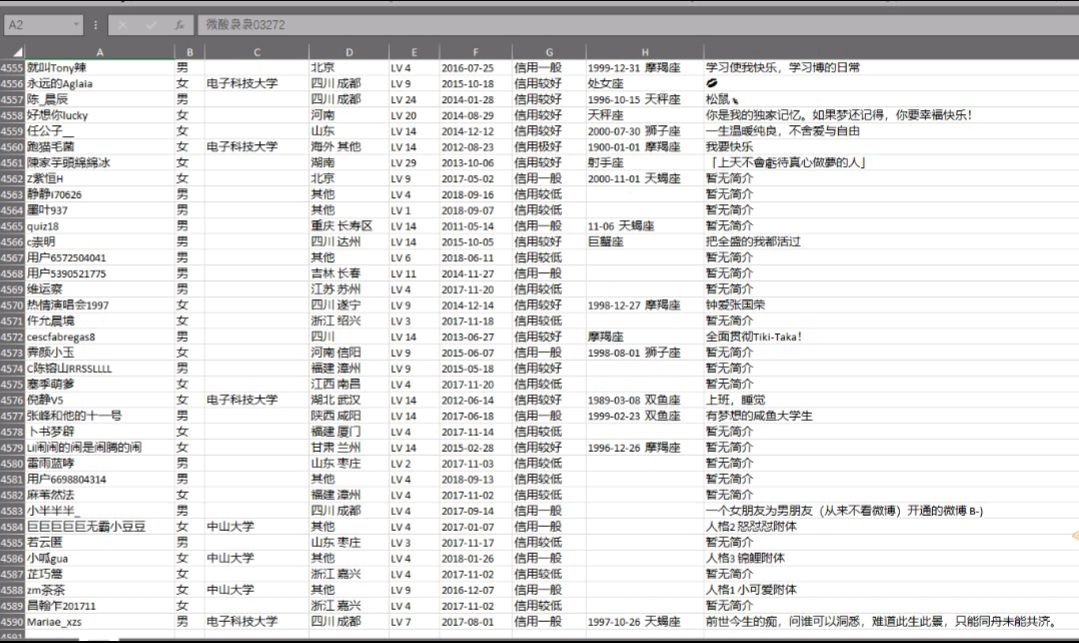 A2 fx 微酸袅袅03272
A B C D E F G H
4555 就叫Tony辣 男 北京 LV 4 2016-07-25 信用一般 1999-12-31 摩羯座 学习使我快乐，学习博的日常
4556 永远的Aglaia 女 电子科技大学 四川 成都 LV 9 2015-10-18 信用较好 处女座
4557 陈_晨辰 男 四川 成都 LV 24 2014-01-28 信用较好 1996-10-15 天秤座 松鼠
4558 好想你lucky 女 河南 LV 20 2014-08-29 信用较好 天秤座 你是我的独家记忆。如果梦还记得，你要幸福快乐！
4559 任公子__ 女 山东 LV 14 2014-12-12 信用较好 2000-07-30 狮子座 一生温暖纯良，不舍爱与自由
4560 跑猫毛菌 女 电子科技大学 海外 其他 LV 14 2012-08-23 信用极好 1900-01-01 摩羯座 我要快乐
4561 陳家芋頭綿綿冰 女 湖南 LV 29 2013-10-06 信用较好 射手座 「上天不會虧待真心做夢的人」
4562 Z紫恒H 女 北京 LV 9 2017-05-02 信用一般 2000-11-01 天蝎座 暂无简介
4563 静静i70626 男 其他 LV 4 2018-09-16 信用较低 暂无简介
4564 墨叶937 男 其他 LV 1 2018-09-07 信用较低 暂无简介
4565 quiz18 男 重庆 长寿区 LV 14 2011-05-14 信用一般 11-06 天蝎座 暂无简介
4566 c崇明 男 四川 达州 LV 14 2015-10-05 信用较好 巨蟹座 把全盛的我都活过
4567 用户6572504041 男 其他 LV 6 2018-06-11 信用较低 暂无简介
4568 用户5390521775 男 吉林 长春 LV 11 2014-11-27 信用一般 暂无简介
4569 维运察 男 江苏 苏州 LV 4 2017-11-20 信用较低 暂无简介
4570 热情演唱会1997 女 四川 遂宁 LV 9 2014-12-14 信用较好 1998-12-27 摩羯座 钟爱张国荣
4571 仵允晨境 女 浙江 绍兴 LV 3 2017-11-18 信用较低 暂无简介
4572 cescfabregas8 男 四川 LV 14 2013-06-27 信用较好 摩羯座 全面贯彻Tiki-Taka！
4573 霁颜小玉 女 河南 信阳 LV 9 2015-06-07 信用一般 1998-08-01 狮子座 暂无简介
4574 C陈镕山RRSSLLLL 男 福建 漳州 LV 9 2015-05-18 信用较好 暂无简介
4575 塞季萌爹 女 江西 南昌 LV 4 2017-11-20 信用较低 暂无简介
4576 倪静V5 女 电子科技大学 湖北 武汉 LV 14 2012-06-14 信用较好 1989-03-08 双鱼座 上班，睡觉
4577 张峰和他的十一号 男 陕西 咸阳 LV 14 2017-06-18 信用一般 1999-02-23 双鱼座 有梦想的咸鱼大学生
4578 卜书梦辟 女 福建 厦门 LV 4 2017-11-14 信用较低 暂无简介
4579 Li闹闹的闹是闹腾的闹 女 甘肃 兰州 LV 14 2015-02-28 信用较好 1996-12-26 摩羯座 暂无简介
4580 雷雨蓝哮 男 山东 枣庄 LV 2 2017-11-03 信用较低 暂无简介
4581 用户6698804314 男 其他 LV 4 2018-09-13 信用较低 暂无简介
4582 麻苇然法 女 福建 漳州 LV 4 2017-11-02 信用较低 暂无简介
4583 小半半半_ 男 四川 成都 LV 4 2017-09-14 信用一般 一个女朋友为男朋友（从来不看微博）开通的微博 B-)
4584 巨巨巨巨巨无霸小豆豆 女 中山大学 其他 LV 4 2017-01-07 信用一般 人格2 怒怼怼附体
4585 若云匿 男 山东 枣庄 LV 3 2017-11-17 信用较低 暂无简介
4586 小呱gua 女 中山大学 其他 LV 4 2018-01-26 信用一般 人格3 锦鲤附体
4587 芷巧鼊 女 浙江 嘉兴 LV 4 2017-11-02 信用较低 暂无简介
4588 zm茶茶 女 中山大学 其他 LV 9 2016-12-07 信用一般 人格1 小可爱附体
4589 昌翰乍201711 女 浙江 嘉兴 LV 4 2017-11-02 信用较低 暂无简介
4590 Mariae_xzs 男 电子科技大学 四川 成都 LV 7 2017-08-01 信用较好 1997-10-26 天蝎座 前世今生的痴，问谁可以洞悉，难道此生此景，只能同舟未能共济。
4591